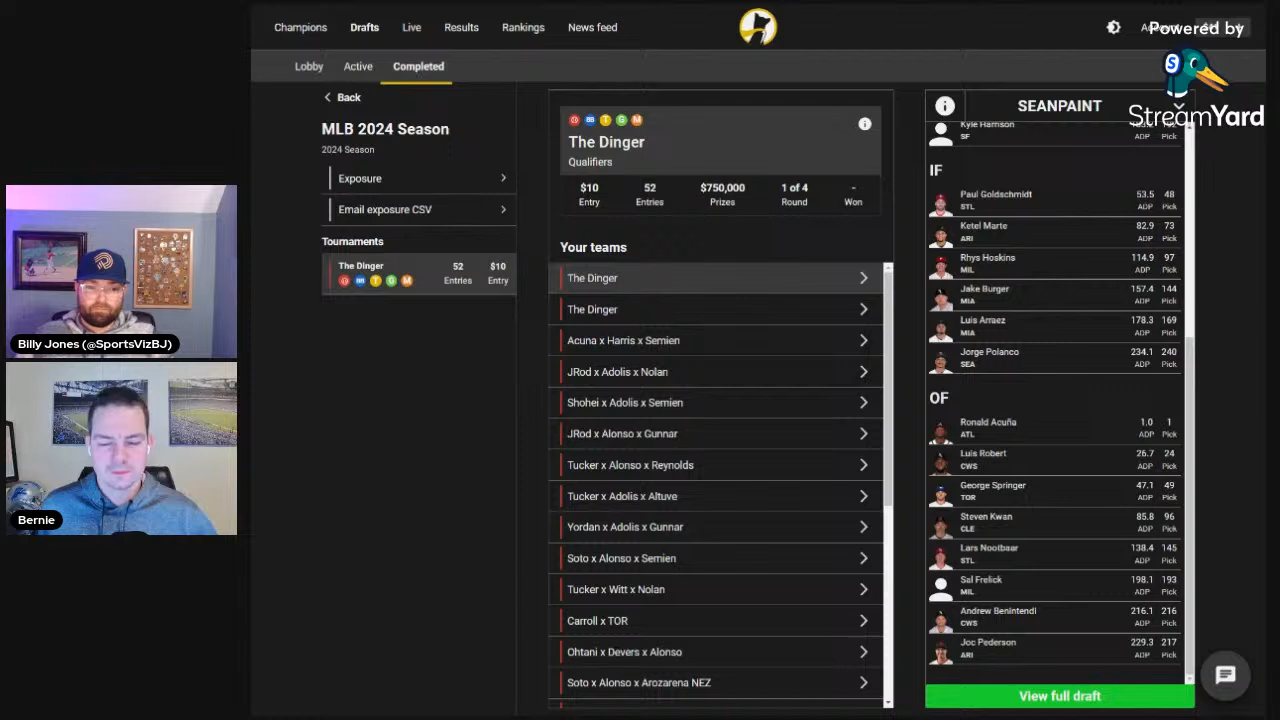 Champions
Drafts
Live
Results
Rankings
News feed
Powered by
StreamYard
Lobby
Active
Completed
Back
MLB 2024 Season
2024 Season
Exposure
Email exposure CSV
Tournaments
The Dinger
52
Entries
$10
Entry
The Dinger
Qualifiers
$10
52
$750,000
1 of 4
-
Entry
Entries
Prizes
Round
Won
Your teams
The Dinger
The Dinger
Acuna x Harris x Semien
JRod x Adolis x Nolan
Shohei x Adolis x Semien
JRod x Alonso x Gunnar
Tucker x Alonso x Reynolds
Tucker x Adolis x Altuve
Yordan x Adolis x Gunnar
Soto x Alonso x Semien
Tucker x Witt x Nolan
Carroll x TOR
Ohtani x Devers x Alonso
Soto x Alonso x Arozarena NEZ
SEANPAINT
Kyle Harrison
SF
ADP
Pick
IF
Paul Goldschmidt 53.5 48
STL ADP Pick
Ketel Marte 82.9 73
ARI ADP Pick
Rhys Hoskins 114.9 97
MIL ADP Pick
Jake Burger 157.4 144
MIA ADP Pick
Luis Arraez 178.3 169
MIA ADP Pick
Jorge Polanco 234.1 240
SEA ADP Pick
OF
Ronald Acuña 1.0 1
ATL ADP Pick
Luis Robert 26.7 24
CWS ADP Pick
George Springer 47.1 49
TOR ADP Pick
Steven Kwan 85.8 96
CLE ADP Pick
Lars Nootbaar 138.4 145
STL ADP Pick
Sal Frelick 198.1 193
MIL ADP Pick
Andrew Benintendi 216.1 216
CWS ADP Pick
Joc Pederson 229.3 217
ARI ADP Pick
View full draft
Billy Jones (@SportsVizBJ)
Bernie